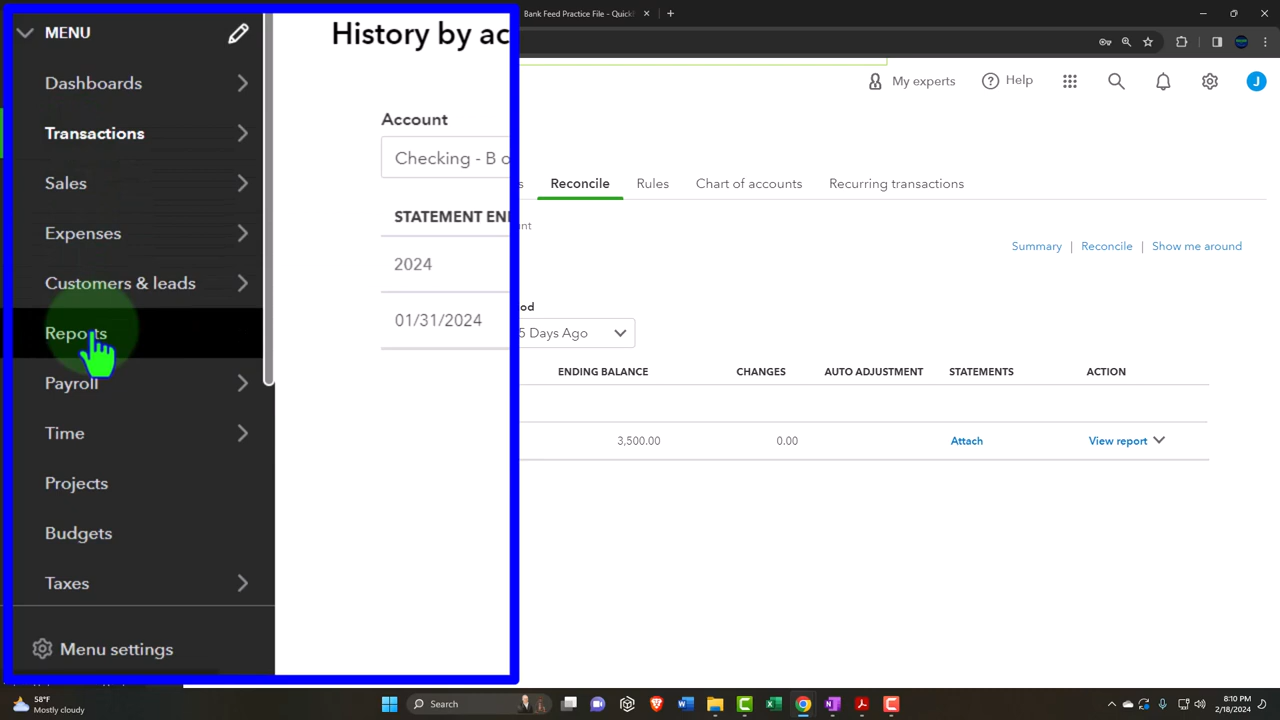 Bank Feed Practice File - Quick
MENU
History by ac
My experts
Help
J
Dashboards
Transactions
Account
Checking - B o
Sales
Reconcile
Rules
Chart of accounts
Recurring transactions
STATEMENT EN
Expenses
Summary | Reconcile | Show me around
2024
Customers & leads
01/31/2024
Reports
5 Days Ago
ENDING BALANCE
CHANGES
AUTO ADJUSTMENT
STATEMENTS
ACTION
Payroll
Time
3,500.00
0.00
Attach
View report
Projects
Budgets
Taxes
Menu settings
58°F
Mostly cloudy
Search
8:10 PM
2/18/2024